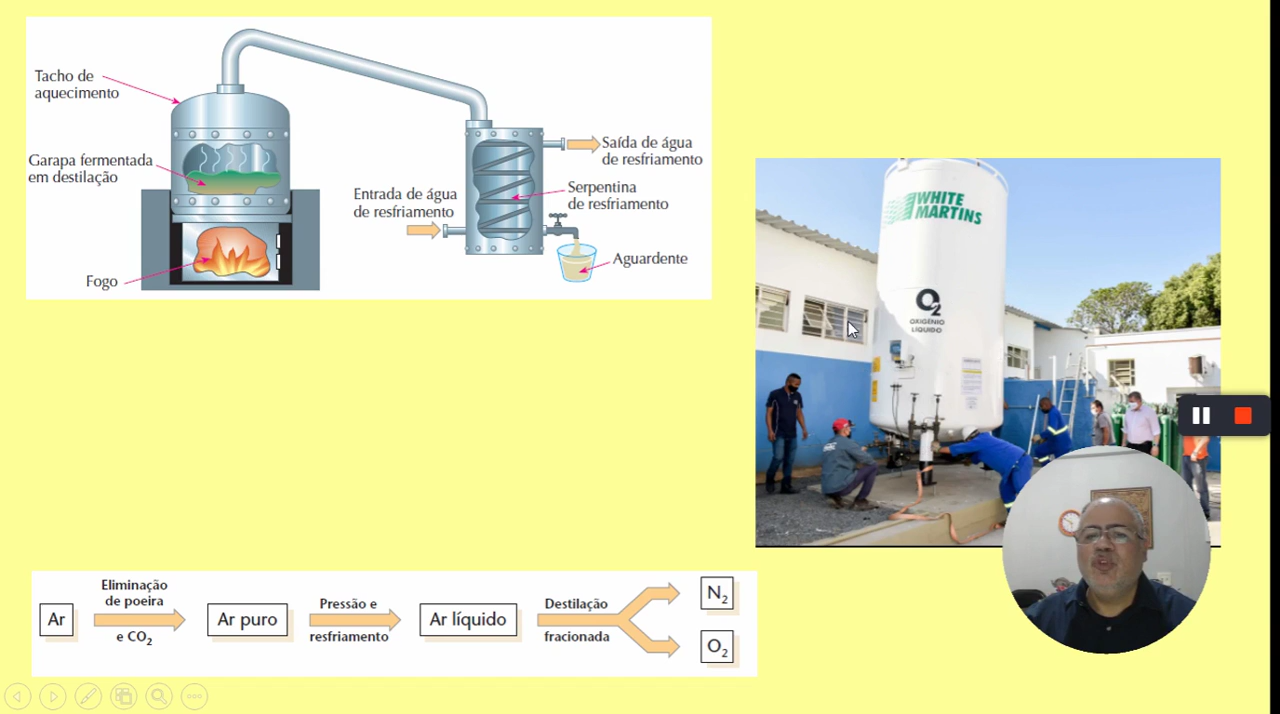 Tacho de
aquecimento
Garapa fermentada
em destilação
Fogo
Entrada de água
de resfriamento
Saída de água
de resfriamento
Serpentina
de resfriamento
Aguardente
WHITE
MARTINS
O2
OXIGÊNIO
LÍQUIDO
Ar
Eliminação
de poeira
e CO₂
Ar puro
Pressão e
resfriamento
Ar líquido
Destilação
fracionada
N₂
O₂